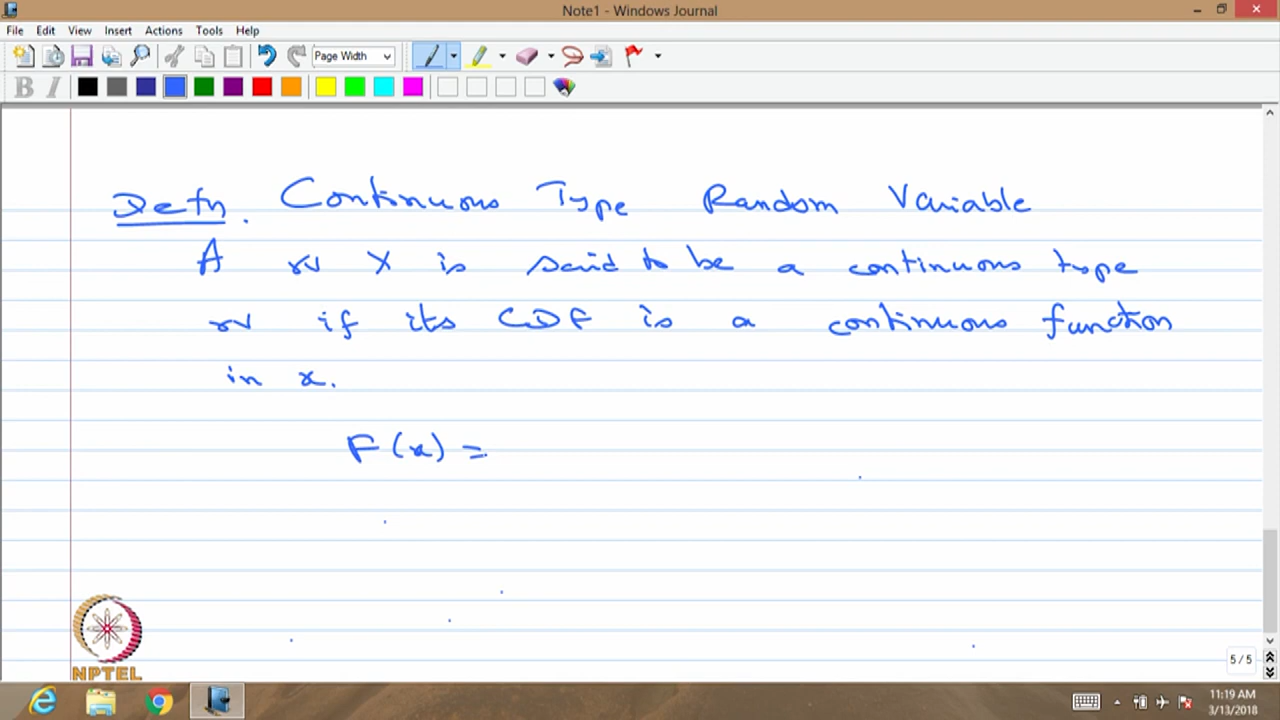 Note1 - Windows Journal
File Edit View Insert Actions Tools Help
Page Width
B I
Defn. Continuous Type Random Variable
A rv X is said to be a continuous type
rv if its CDF is a continuous function
in x.
F(x) =
NPTEL
5 / 5
11:19 AM
3/13/2018